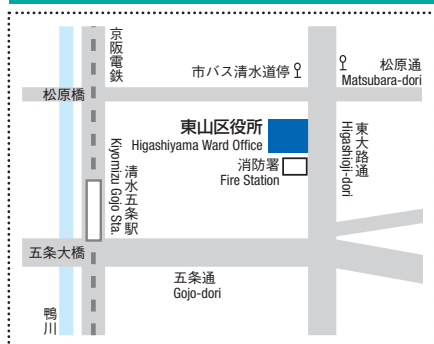 京阪電鉄
市バス清水道停
松原通
Matsubara-dori
松原橋
東山区役所
Higashiyama Ward Office
消防署
Fire Station
東大路通
Higashioji-dori
清水五条駅
Kiyomizu Gojo Sta.
五条大橋
五条通
Gojo-dori
鴨川